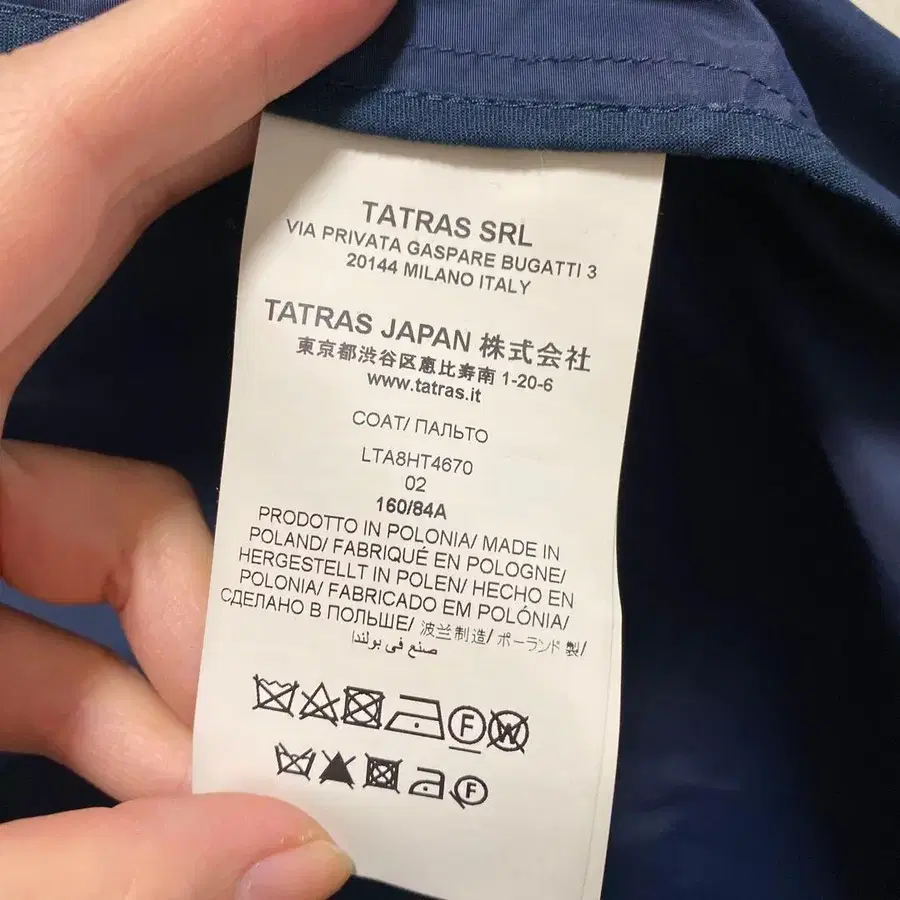 TATRAS SRL
VIA PRIVATA GASPARE BUGATTI 3
20144 MILANO ITALY
TATRAS JAPAN 株式会社
東京都渋谷区恵比寿南 1-20-6
www.tatras.it
COAT/ ПАЛЬТО
LTA8HT4670
02
160/84A
PRODOTTO IN POLONIA/ MADE IN
POLAND/ FABRIQUÉ EN POLOGNE/
HERGESTELLT IN POLEN/ HECHO EN
POLONIA/ FABRICADO EM POLÓNIA/
СДЕЛАНО В ПОЛЬШЕ/ 波兰制造/ ポーランド製/
صنع في بولندا
F W
F